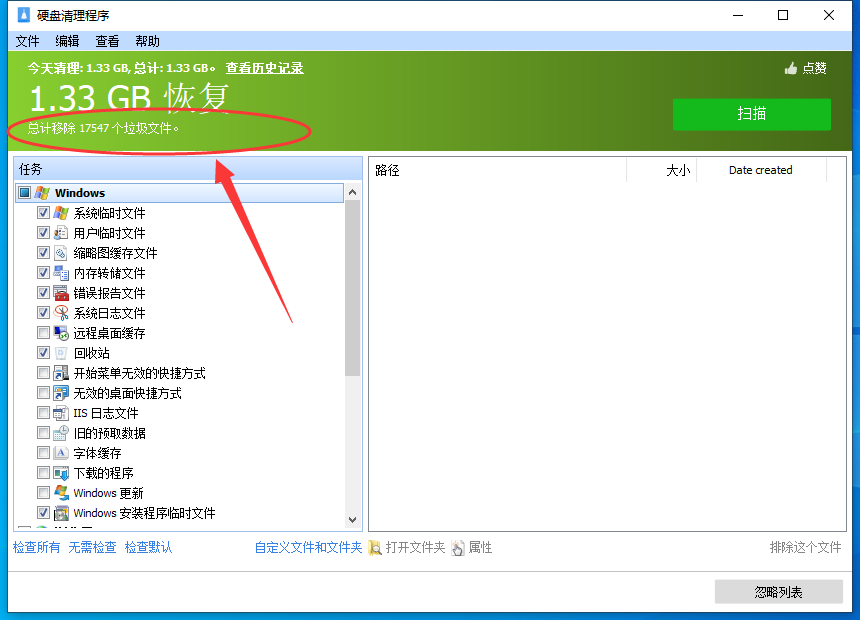 硬盘清理程序
文件 编辑 查看 帮助
今天清理: 1.33 GB, 总计: 1.33 GB。 查看历史记录
点赞
1.33 GB 恢复
扫描
总计移除 17547 个垃圾文件。
任务
路径 大小 Date created
Windows
系统临时文件
用户临时文件
缩略图缓存文件
内存转储文件
错误报告文件
系统日志文件
远程桌面缓存
回收站
开始菜单无效的快捷方式
无效的桌面快捷方式
IIS 日志文件
旧的预取数据
字体缓存
下载的程序
Windows 更新
Windows 安装程序临时文件
检查所有 无需检查 检查默认 自定义文件和文件夹 打开文件夹 属性 排除这个文件
忽略列表